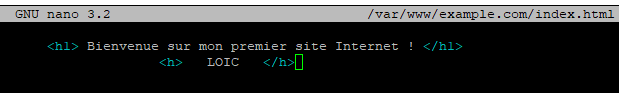 GNU nano 3.2 /var/www/example.com/index.html
<h1> Bienvenue sur mon premier site Internet ! </h1>
<h> LOIC </h>